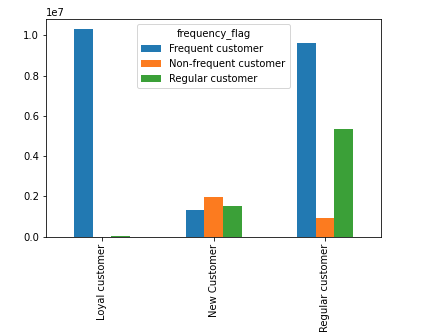 1e7
frequency_flag
Frequent customer
Non-frequent customer
Regular customer
1.0
0.8
0.6
0.4
0.2
0.0
Loyal customer
New Customer
Regular customer